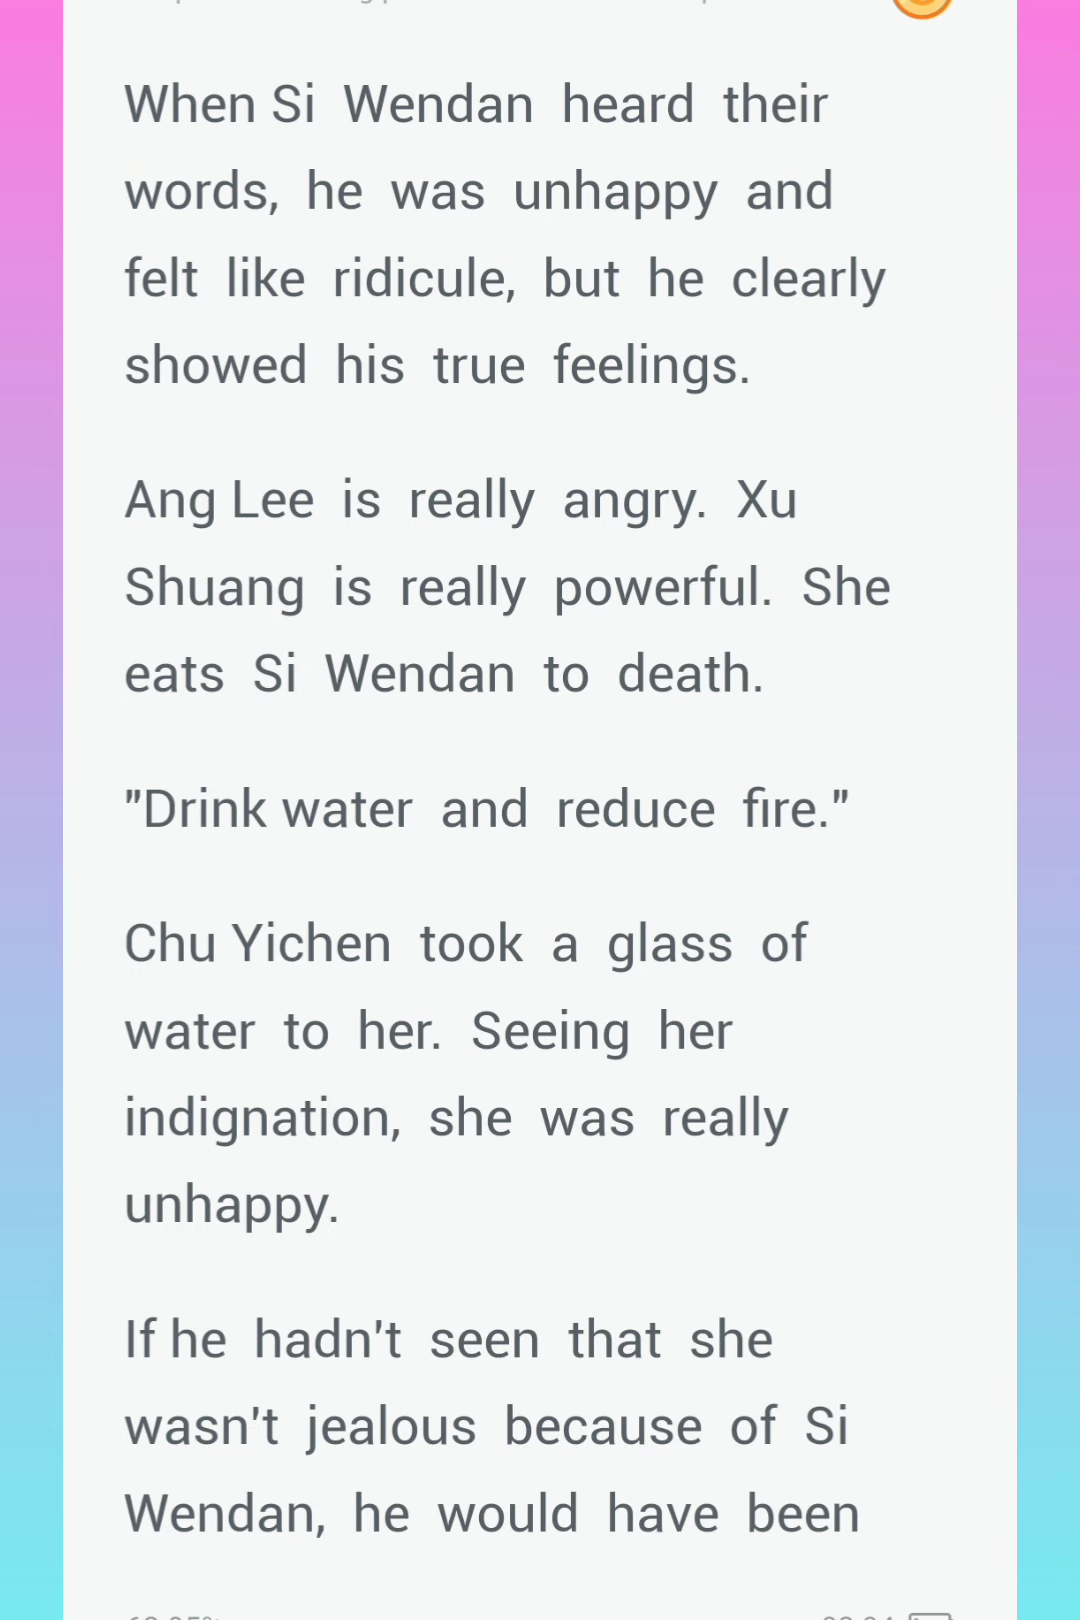 When Si Wendan heard their
words, he was unhappy and
felt like ridicule, but he clearly
showed his true feelings.
Ang Lee is really angry. Xu
Shuang is really powerful. She
eats Si Wendan to death.
"Drink water and reduce fire."
Chu Yichen took a glass of
water to her. Seeing her
indignation, she was really
unhappy.
If he hadn't seen that she
wasn't jealous because of Si
Wendan, he would have been